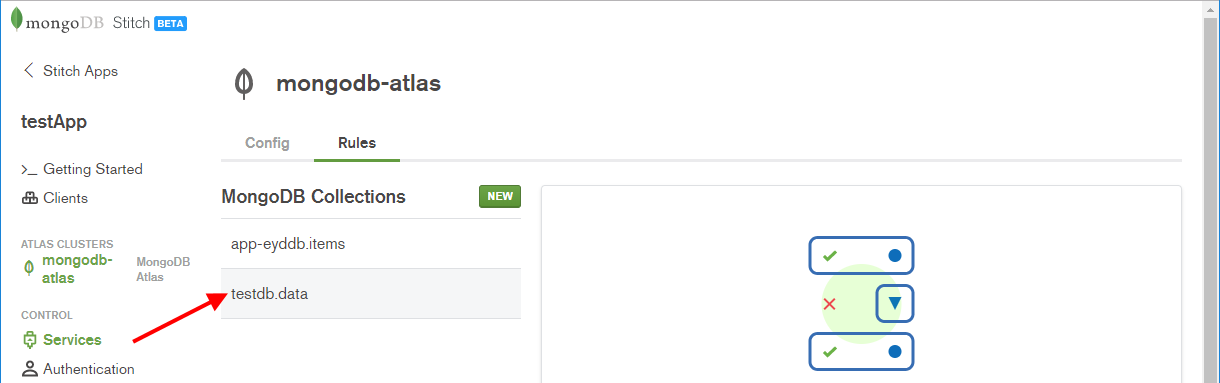 mongoDB Stitch BETA
Stitch Apps
testApp
>_ Getting Started
Clients
ATLAS CLUSTERS
mongodb-
atlas
MongoDB
Atlas
CONTROL
Services
Authentication
mongodb-atlas
Config Rules
MongoDB Collections NEW
app-eyddb.items
testdb.data